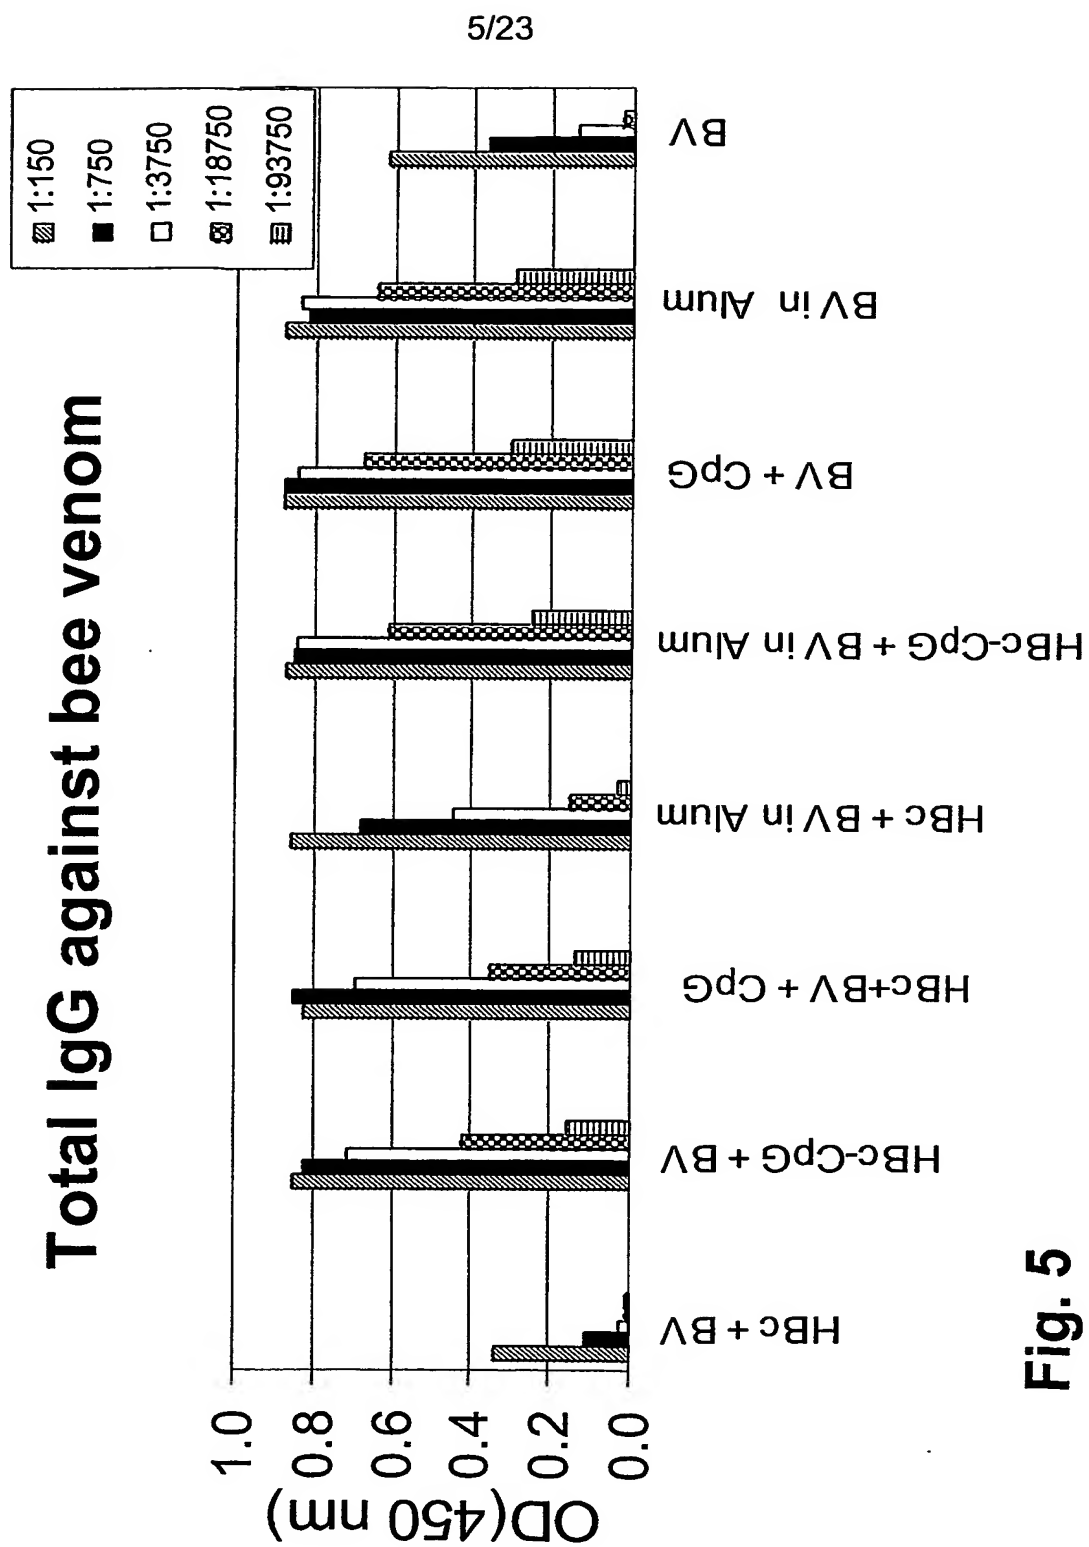 5/23
Total IgG against bee venom
1:150
1:750
1:3750
1:18750
1:93750
OD(450 nm)
1.0
0.8
0.6
0.4
0.2
0.0
HBc + BV
HBc-CpG + BV
HBc+BV + CpG
HBc + BV in Alum
HBc-CpG + BV in Alum
BV + CpG
BV in Alum
BV
Fig. 5